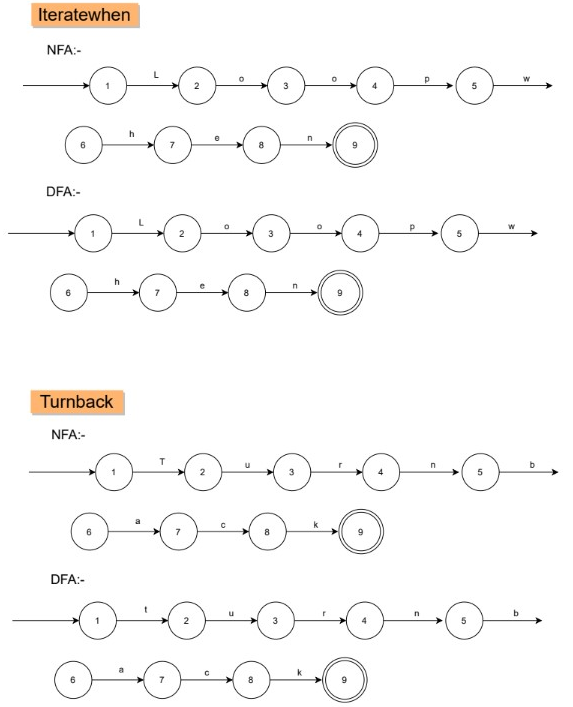 Iteratewhen
NFA:-
1 L 2 o 3 o 4 p 5 w
6 h 7 e 8 n 9
DFA:-
1 L 2 o 3 o 4 p 5 w
6 h 7 e 8 n 9
Turnback
NFA:-
1 T 2 u 3 r 4 n 5 b
6 a 7 c 8 k 9
DFA:-
1 t 2 u 3 r 4 n 5 b
6 a 7 c 8 k 9